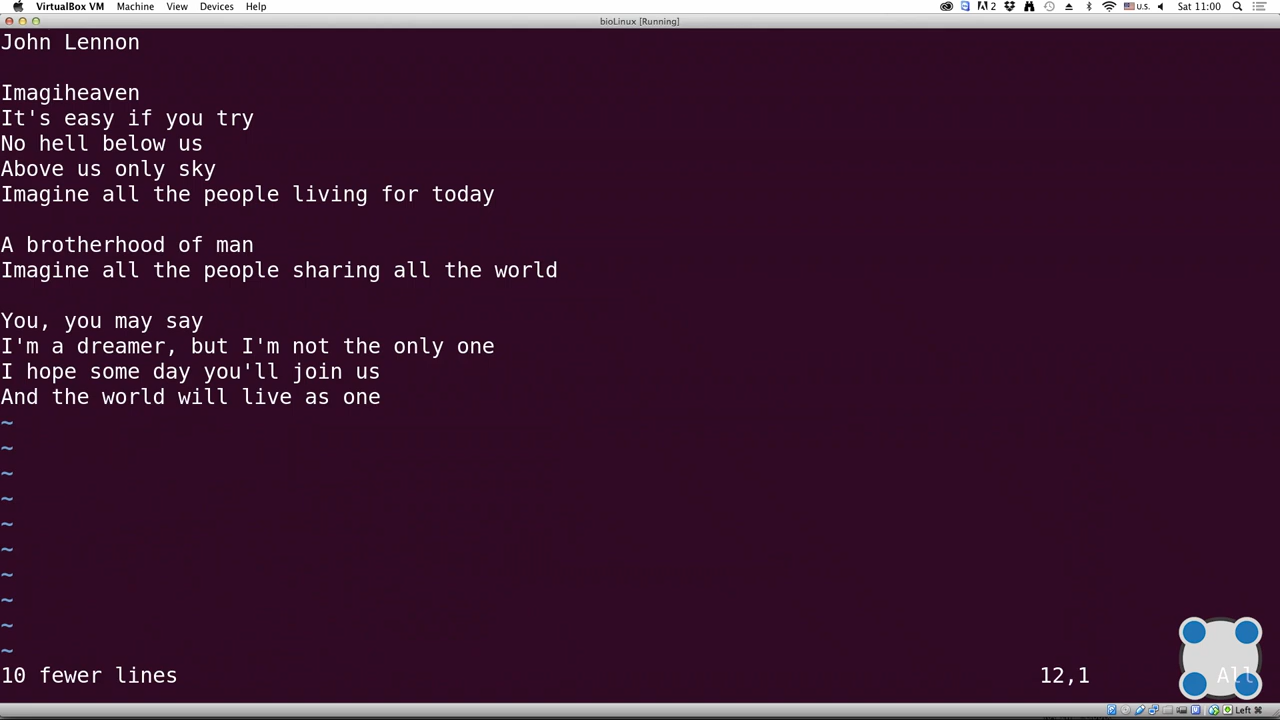 VirtualBox VM Machine View Devices Help 2 U.S. Sat 11:00
bioLinux [Running]
John Lennon
Imagiheaven
It's easy if you try
No hell below us
Above us only sky
Imagine all the people living for today
A brotherhood of man
Imagine all the people sharing all the world
You, you may say
I'm a dreamer, but I'm not the only one
I hope some day you'll join us
And the world will live as one
~
~
~
~
~
~
~
~
~
~
10 fewer lines 12,1 All
Left ⌘